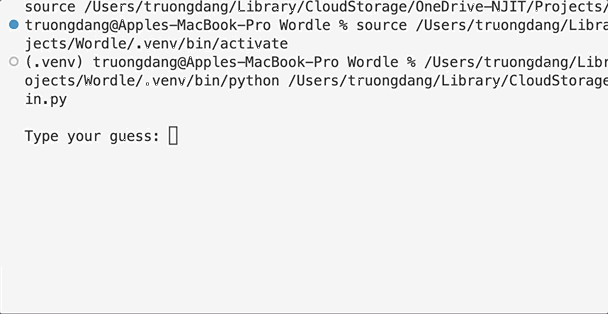 source /Users/truongdang/Library/CloudStorage/OneDrive-NJIT/Projects/
truongdang@Apples-MacBook-Pro Wordle % source /Users/truongdang/Libra
jects/Wordle/.venv/bin/activate
(.venv) truongdang@Apples-MacBook-Pro Wordle % /Users/truongdang/Libr
ojects/Wordle/.venv/bin/python /Users/truongdang/Library/CloudStorage
in.py
Type your guess: